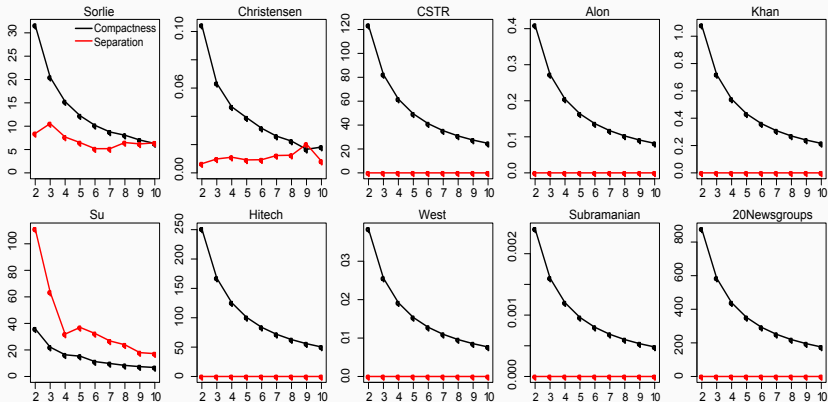 Sorlie
Christensen
CSTR
Alon
Khan
Compactness
Separation
0 5 10 15 20 25 30
0.00 0.06 0.10
0 20 40 60 80 100 120
0.0 0.1 0.2 0.3 0.4
0.0 0.2 0.4 0.6 0.8 1.0
2 3 4 5 6 7 8 9 10
2 3 4 5 6 7 8 9 10
2 3 4 5 6 7 8 9 10
2 3 4 5 6 7 8 9 10
2 3 4 5 6 7 8 9 10
Su
Hitech
West
Subramanian
20Newsgroups
0 20 40 60 80 100
0 50 100 150 200 250
0.0 0.1 0.2 0.3
0.000 0.001 0.002
0 200 400 600 800
2 3 4 5 6 7 8 9 10
2 3 4 5 6 7 8 9 10
2 3 4 5 6 7 8 9 10
2 3 4 5 6 7 8 9 10
2 3 4 5 6 7 8 9 10